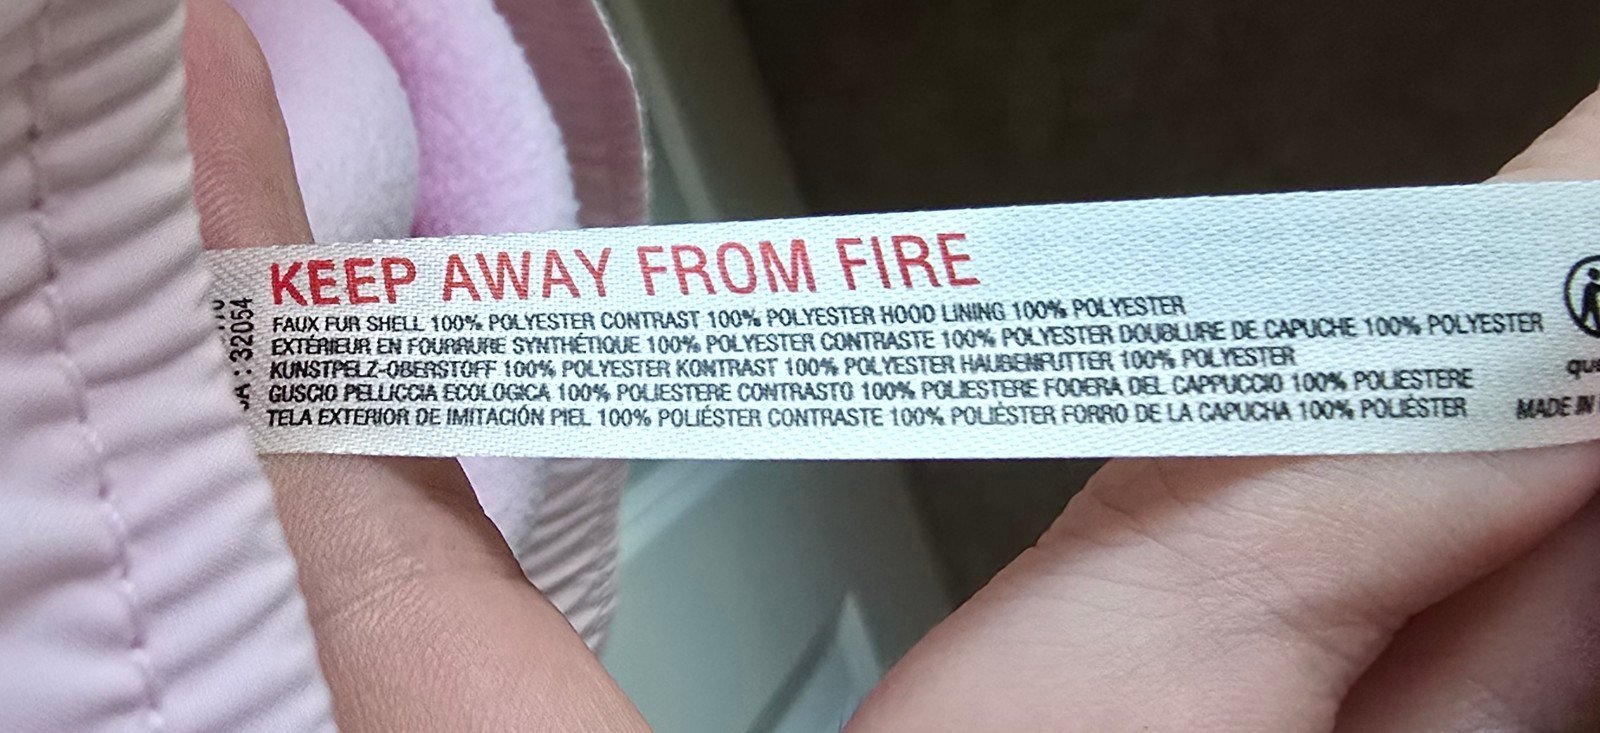 KEEP AWAY FROM FIRE
FAUX FUR SHELL 100% POLYESTER CONTRAST 100% POLYESTER HOOD LINING 100% POLYESTER
EXTÉRIEUR EN FOURRURE SYNTHÉTIQUE 100% POLYESTER CONTRASTE 100% POLYESTER DOUBLURE DE CAPUCHE 100% POLYESTER
KUNSTPELZ-OBERSTOFF 100% POLYESTER KONTRAST 100% POLYESTER HAUBENFUTTER 100% POLYESTER
GUSCIO PELLICCIA ECOLOGICA 100% POLIESTERE CONTRASTO 100% POLIESTERE FODERA DEL CAPPUCCIO 100% POLIESTERE
TELA EXTERIOR DE IMITACIÓN PIEL 100% POLIÉSTER CONTRASTE 100% POLIÉSTER FORRO DE LA CAPUCHA 100% POLIÉSTER
MADE IN
: 32054